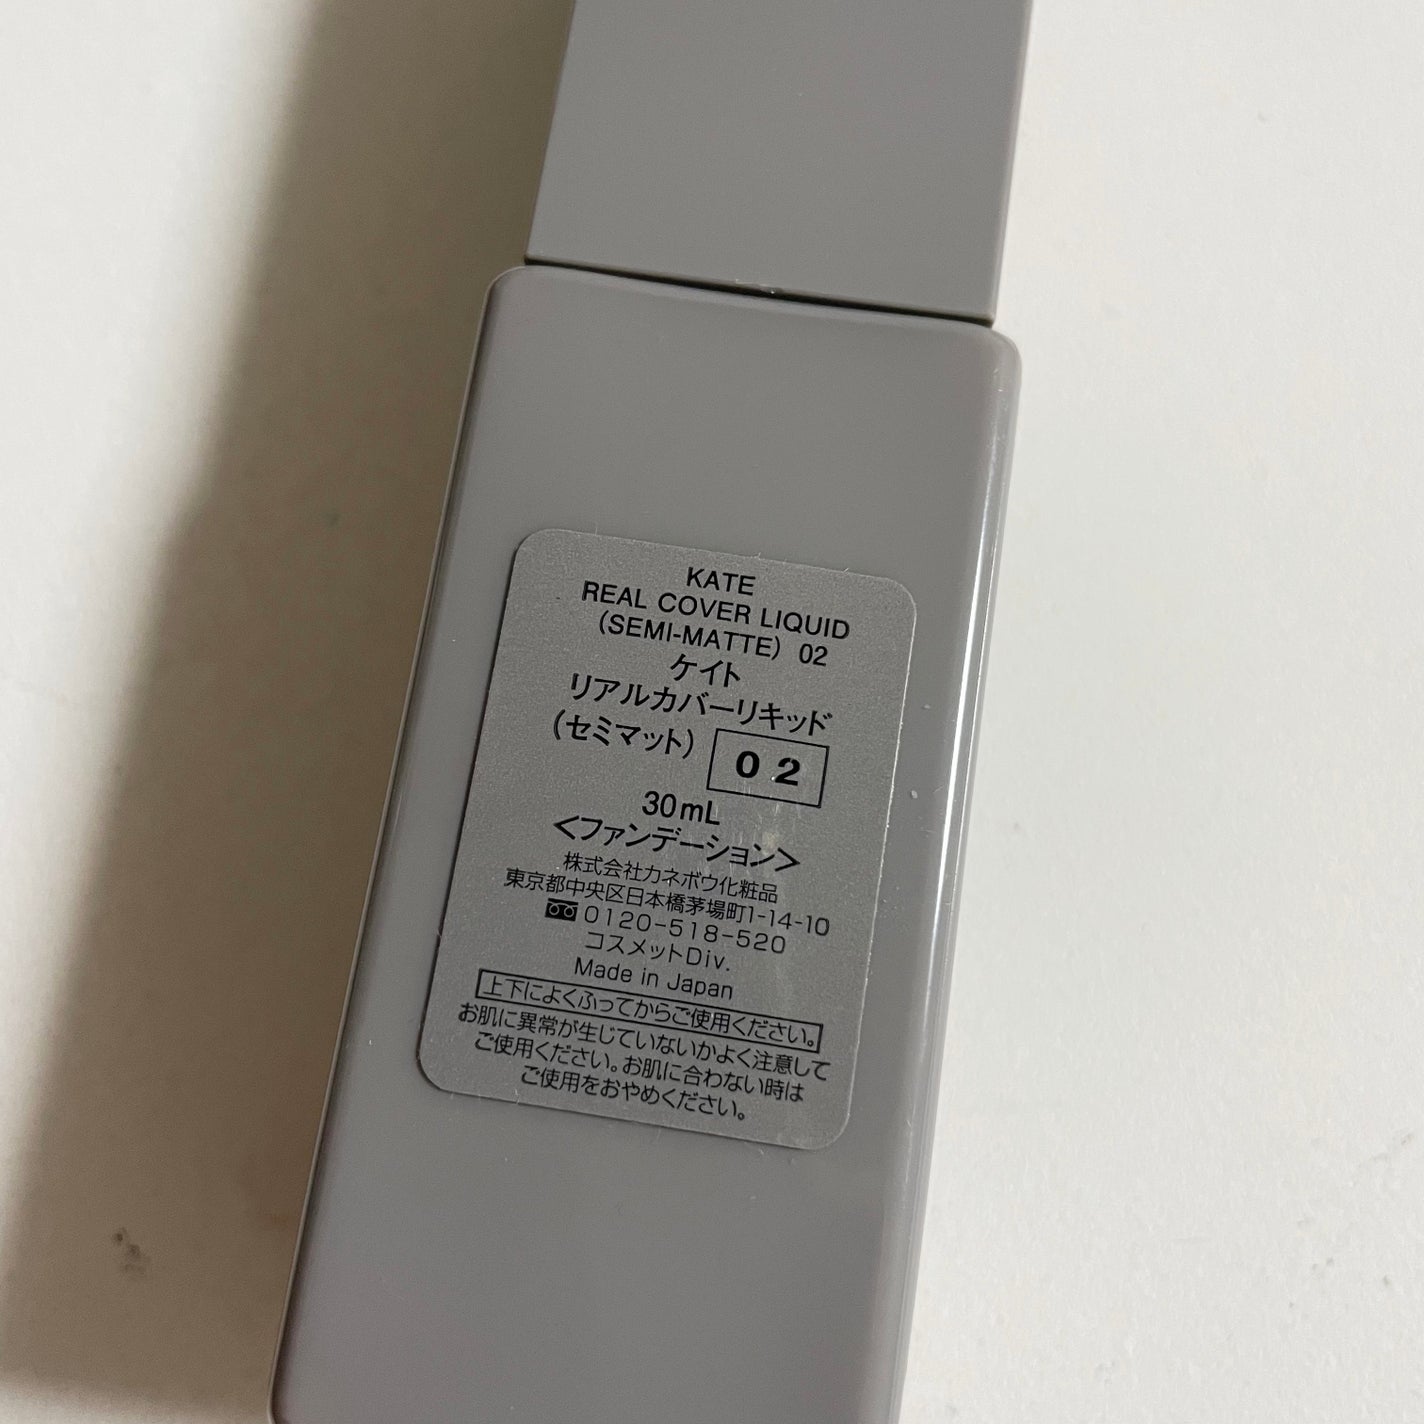 KATE
REAL COVER LIQUID
(SEMI-MATTE) 02
ケイト
リアルカバーリキッド
(セミマット) 02
30mL
<ファンデーション>
株式会社カネボウ化粧品
東京都中央区日本橋茅場町1-14-10
0120-518-520
コスメットDiv.
Made in Japan
上下によくふってからご使用ください。
お肌に異常が生じていないかよく注意して
ご使用ください。お肌に合わない時は
ご使用をおやめください。